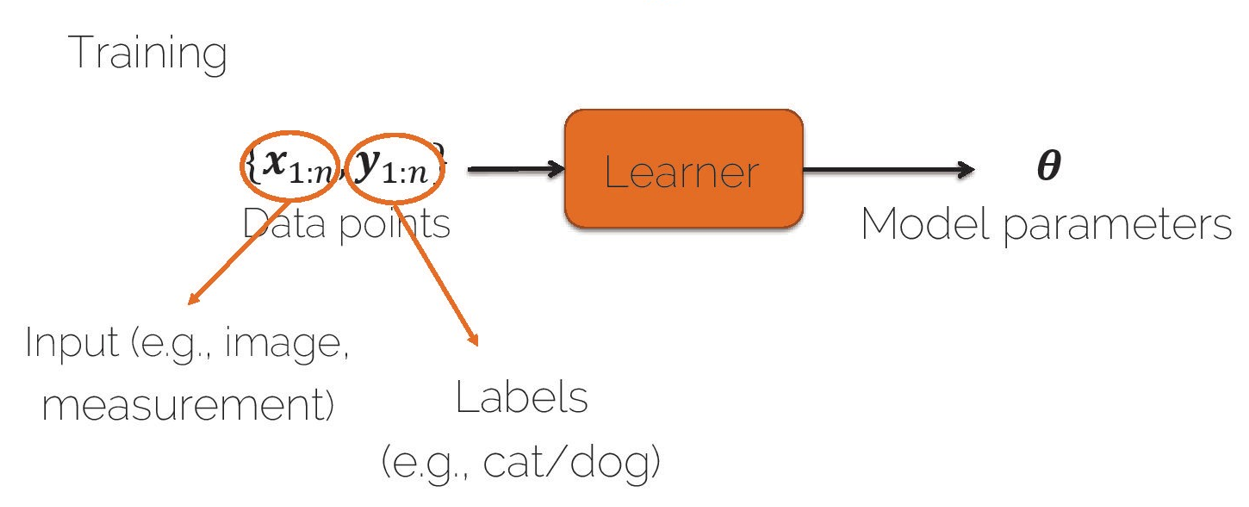 Training
{x1:n, y1:n}
Learner
θ
Data points
Model parameters
Input (e.g., image,
measurement)
Labels
(e.g., cat/dog)